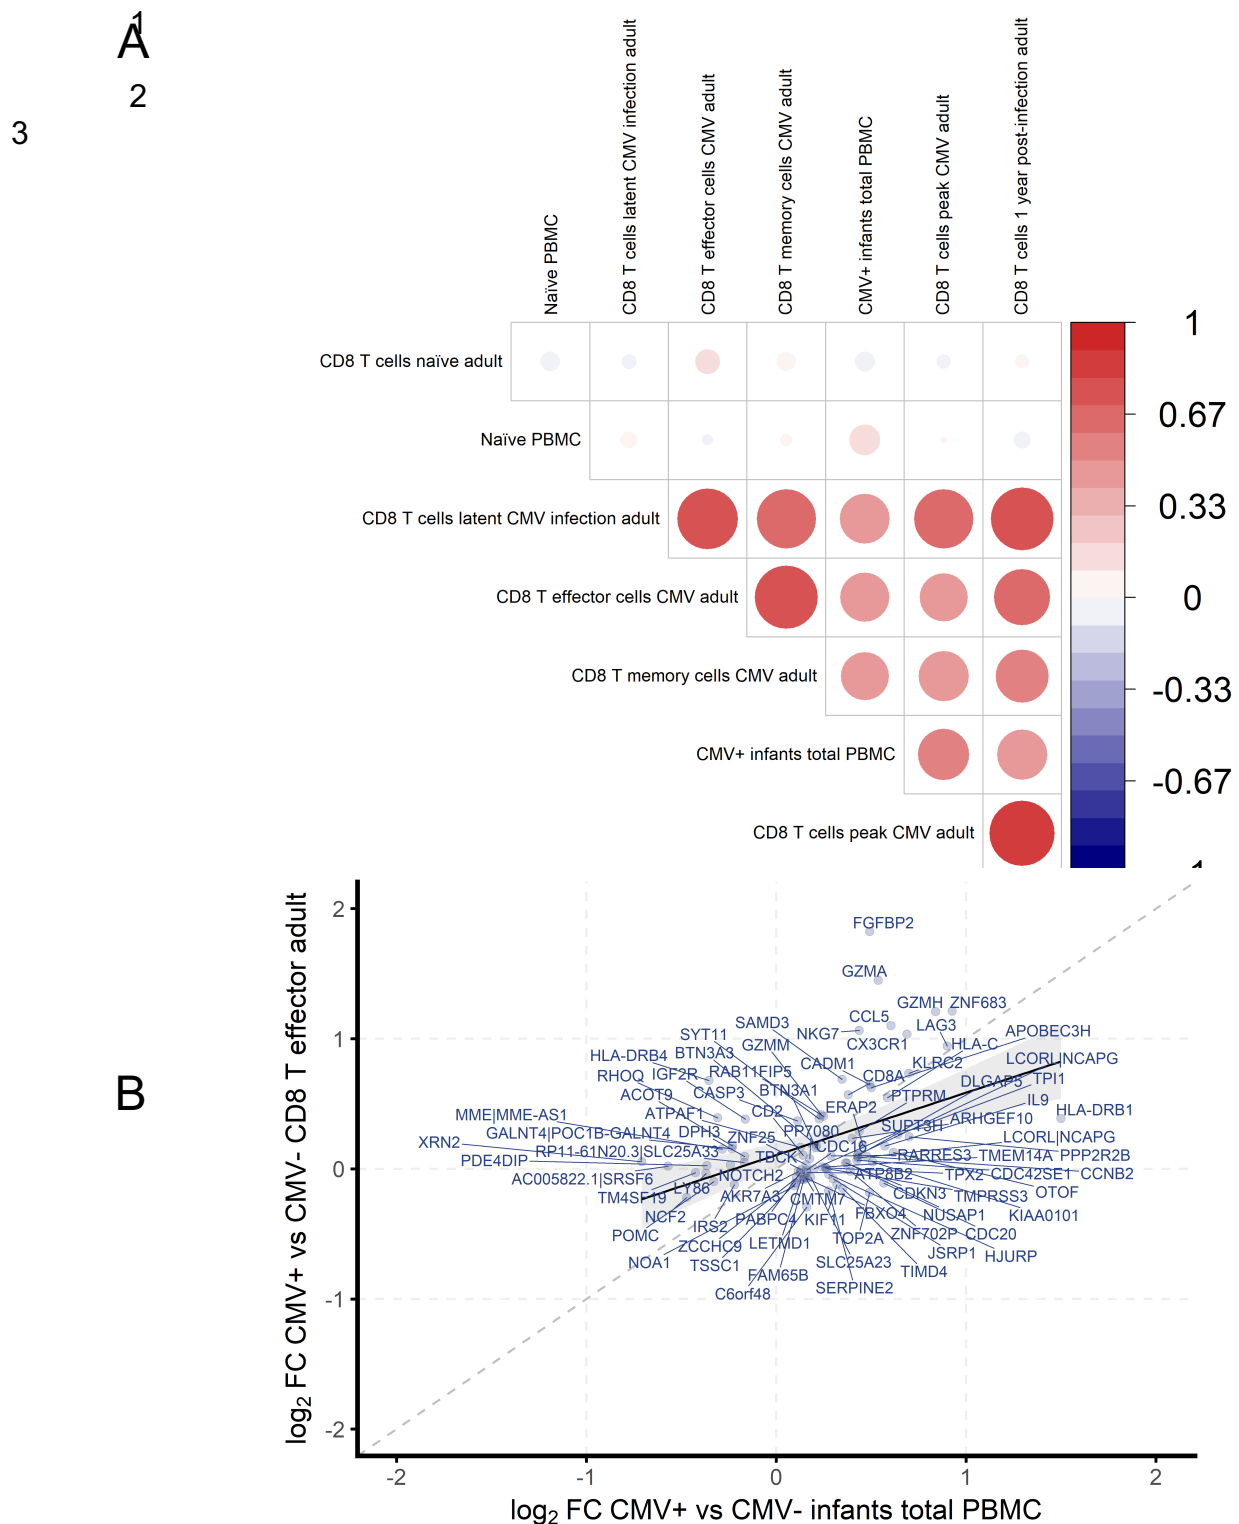 1
A
2
3
Naïve PBMC
CD8 T cells latent CMV infection adult
CD8 T effector cells CMV adult
CD8 T memory cells CMV adult
CMV+ infants total PBMC
CD8 T cells peak CMV adult
CD8 T cells 1 year post-infection adult
CD8 T cells naïve adult
Naïve PBMC
CD8 T cells latent CMV infection adult
CD8 T effector cells CMV adult
CD8 T memory cells CMV adult
CMV+ infants total PBMC
CD8 T cells peak CMV adult
1
0.67
0.33
0
-0.33
-0.67
B
log2 FC CMV+ vs CMV- CD8 T effector adult
2
1
0
-1
-2
FGFBP2
GZMA
GZMH ZNF683
CCL5 LAG3
SAMD3 NKG7 APOBEC3H
SYT11 GZMM CX3CR1 HLA-C
HLA-DRB4 BTN3A3 CADM1 KLRC2 LCORL|NCAPG
RHOQ IGF2R RAB11FIP5 CD8A DLGAP5 TPI1
ACOT9 CASP3 BTN3A1 PTPRM IL9
MME|MME-AS1 ATPAF1 CD2 ERAP2 ARHGEF10 HLA-DRB1
GALNT4|POC1B-GALNT4 DPH3 ZNF25 PP7080 SUPT3H LCORL|NCAPG
XRN2 RP11-61N20.3|SLC25A33 CDC16
PDE4DIP TBCK RARRES3 TMEM14A PPP2R2B
AC005822.1|SRSF6 NOTCH2 ATP8B2 TPX2 CDC42SE1 CCNB2
TM4SF19 LY86 AKR7A3 CMTM7 CDKN3 TMPRSS3 OTOF
NCF2 IRS2 PABPC4 KIF11 FBXO4 NUSAP1 KIAA0101
POMC ZCCHC9 LETMD1 TOP2A ZNF702P CDC20
NOA1 TSSC1 SLC25A23 JSRP1 HJURP
FAM65B TIMD4
C6orf48 SERPINE2
-2 -1 0 1 2
log2 FC CMV+ vs CMV- infants total PBMC